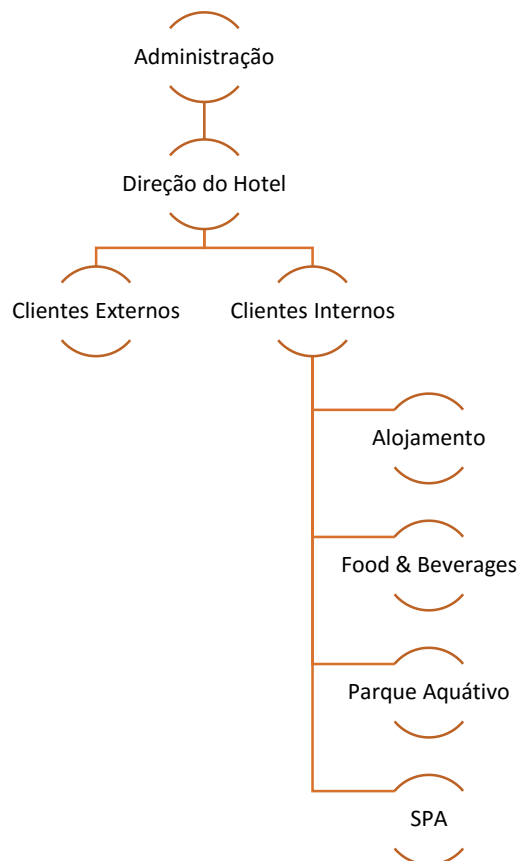 Administração
Direção do Hotel
Clientes Externos
Clientes Internos
Alojamento
Food & Beverages
Parque Aquátivo
SPA